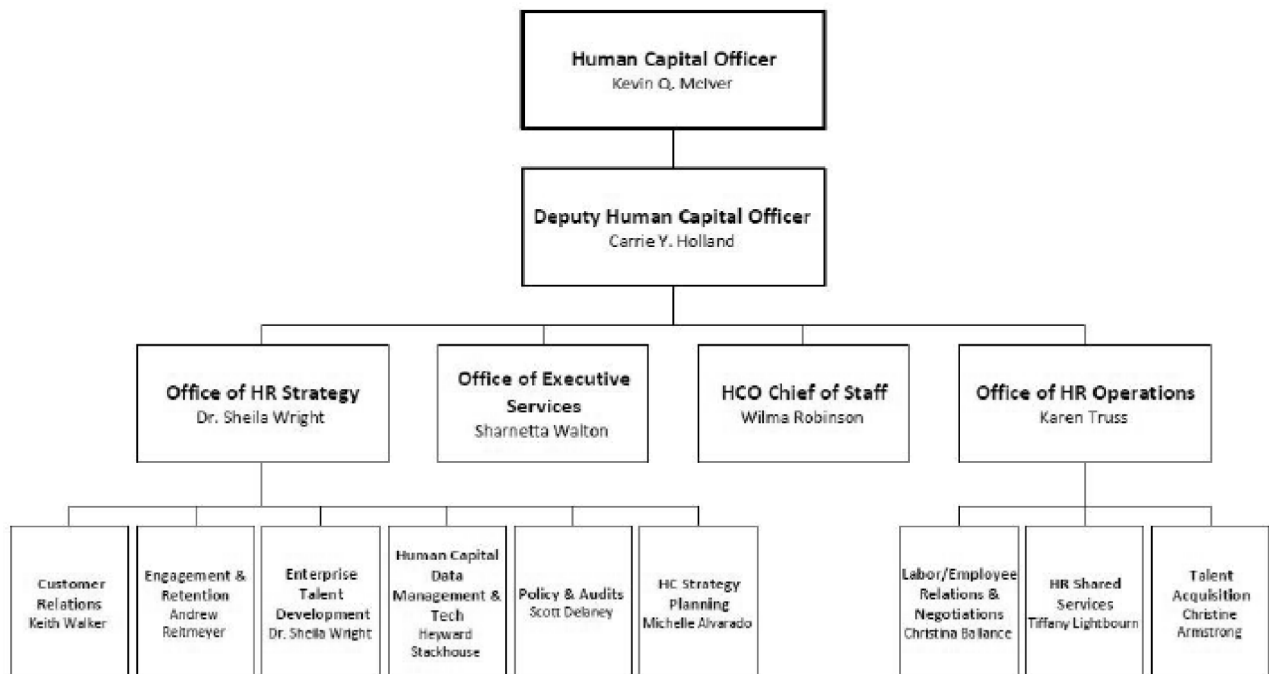 Human Capital Officer
Kevin Q. McIver
Deputy Human Capital Officer
Carrie Y. Holland
Office of HR Strategy
Dr. Sheila Wright
Office of Executive
Services
Sharnetta Walton
HCO Chief of Staff
Wilma Robinson
Office of HR Operations
Karen Truss
Customer
Relations
Keith Walker
Engagement &
Retention
Andrew
Reitmeyer
Enterprise
Talent
Development
Dr. Sheila Wright
Human Capital
Data
Management &
Tech
Heyward
Stackhouse
Policy & Audits
Scott Delaney
HC Strategy
Planning
Michelle Alvarado
Labor/Employee
Relations &
Negotiations
Christina Ballance
HR Shared
Services
Tiffany Lightbourn
Talent
Acquisition
Christine
Armstrong